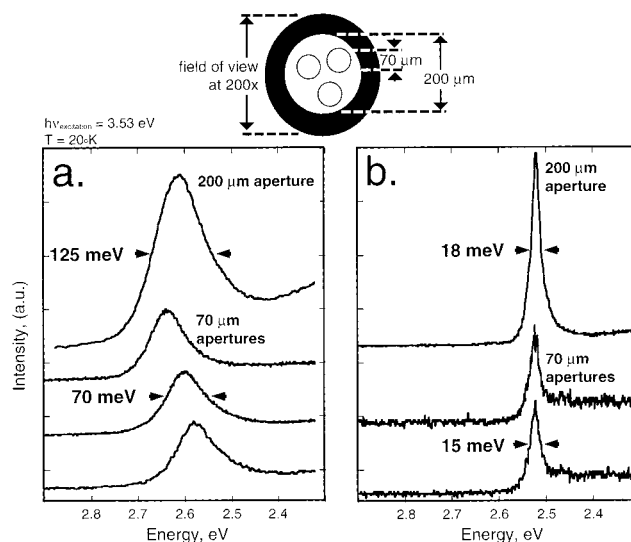 field of view
at 200x
70 µm
200 µm
hνexcitation = 3.53 eV
T = 20°K
a.
200 µm aperture
125 meV
70 µm
apertures
70 meV
b.
200 µm
aperture
18 meV
70 µm
apertures
15 meV
Intensity, (a.u.)
2.8 2.7 2.6 2.5 2.4
Energy, eV
2.8 2.7 2.6 2.5 2.4
Energy, eV